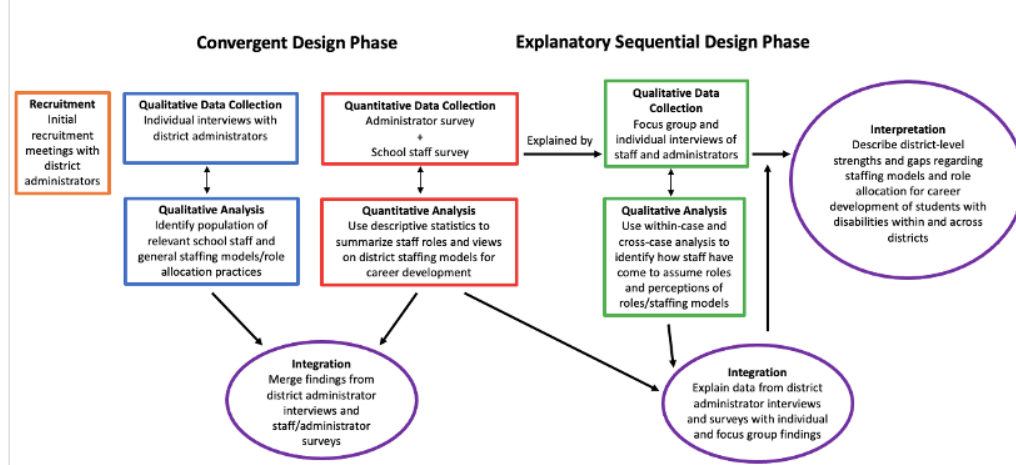 Convergent Design Phase
Explanatory Sequential Design Phase
Recruitment
Initial
recruitment
meetings with
district
administrators
Qualitative Data Collection
Individual interviews with
district administrators
Quantitative Data Collection
Administrator survey
+
School staff survey
Explained by
Qualitative Data
Collection
Focus group and
individual interviews of
staff and administrators
Interpretation
Describe district-level
strengths and gaps regarding
staffing models and role
allocation for career
development of students with
disabilities within and across
districts
Qualitative Analysis
Identify population of
relevant school staff and
general staffing models/role
allocation practices
Quantitative Analysis
Use descriptive statistics to
summarize staff roles and views
on district staffing models for
career development
Qualitative Analysis
Use within-case and
cross-case analysis to
identify how staff have
come to assume roles
and perceptions of
roles/staffing models
Integration
Merge findings from
district administrator
interviews and
staff/administrator
surveys
Integration
Explain data from district
administrator interviews
and surveys with individual
and focus group findings